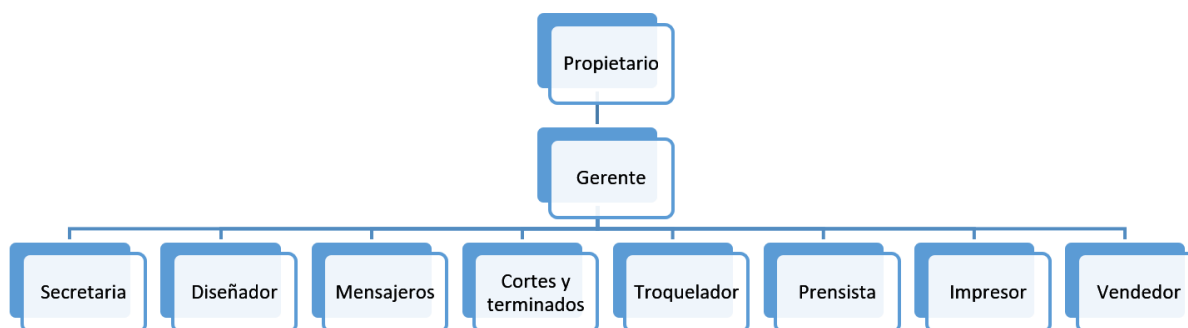 Propietario
Gerente
Secretaria
Diseñador
Mensajeros
Cortes y
terminados
Troquelador
Prensista
Impresor
Vendedor